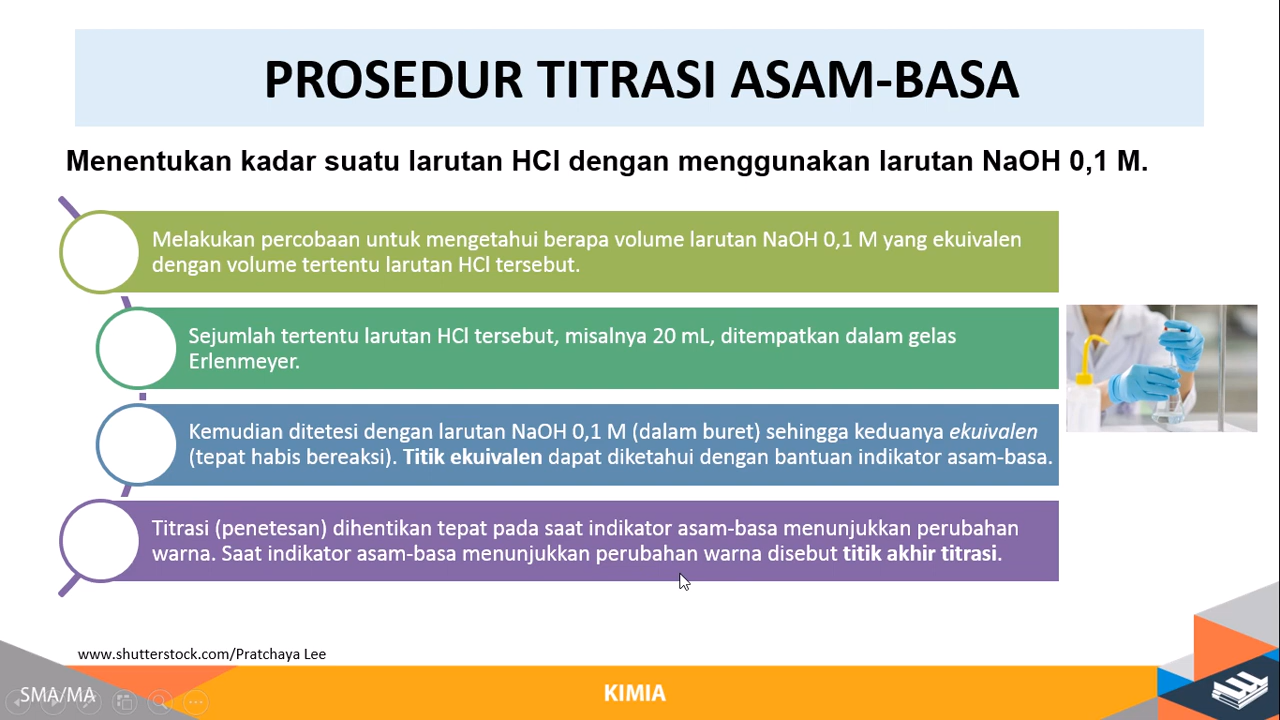 PROSEDUR TITRASI ASAM-BASA
Menentukan kadar suatu larutan HCl dengan menggunakan larutan NaOH 0,1 M.
Melakukan percobaan untuk mengetahui berapa volume larutan NaOH 0,1 M yang ekuivalen
dengan volume tertentu larutan HCl tersebut.
Sejumlah tertentu larutan HCl tersebut, misalnya 20 mL, ditempatkan dalam gelas
Erlenmeyer.
Kemudian ditetesi dengan larutan NaOH 0,1 M (dalam buret) sehingga keduanya ekuivalen
(tepat habis bereaksi). Titik ekuivalen dapat diketahui dengan bantuan indikator asam-basa.
Titrasi (penetesan) dihentikan tepat pada saat indikator asam-basa menunjukkan perubahan
warna. Saat indikator asam-basa menunjukkan perubahan warna disebut titik akhir titrasi.
www.shutterstock.com/Pratchaya Lee
SMA/MA
KIMIA